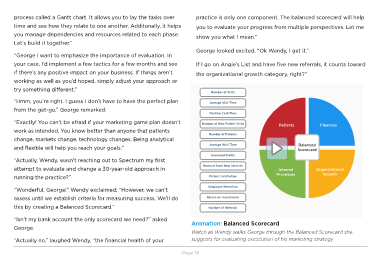 process called a Gantt chart. It allows you to lay the tasks over
time and see how they relate to one another. Additonally, it helps
you manage dependencies and resources related to each phase.
Let's build it together."
"George I want to emphasize the importance of evaluation. In
your case, I'd implement a few tactics for a few months and see
if there's any positive impact on your business. If things aren't
working as well as you'd hoped, simply adjust your approach or
try something different."
"Hmm, you're right. I guess I don't have to have the perfect plan
from the get-go," George remarked.
"Exactly! You can't be afraid if your marketing game plan doesn't
work as intended. You know better than anyone that patients
change, markets change, technology changes. Being analytical
and flexible will help you reach your goals."
"Actually, Wendy, wasn't reaching out to Spectrum my first
attempt to evaluate and change a 30-year-old approach in
running the practice?"
"Wonderful, George!" Wendy exclaimed. "However, we can't
assess until we establish criteria for measuring success. We'll do
this by creating a Balanced Scorecard."
"Isn't my bank account the only scorecard we need?" asked
George.
"Actually no," laughed Wendy, "the financial health of your
practice is only one component. The balanced scorecard will help
you to evaluate your progress from multiple perspectives. Let me
show you what I mean."
George looked excited, "Ok Wendy, I get it."
If I go on Angie's List and have five new referrals, it counts toward
the organizational growth category, right?"
Number of Visits
Average Visit Time
Positive Cash Flow
Number of New Patient Visits
Number of Patients
Average Wait Time
Increased Profit
Revenue from New Services
Patient Satisfaction
Employee Retention
Return on Investment
Number of Referrals
Patients
Finances
Balanced
Scorecard
Internal
Processes
Organizational
Growth
Animation: Balanced Scorecard
Watch as Wendy walks George through the Balanced Scorecard she
suggests for evaluating execution of his marketing strategy